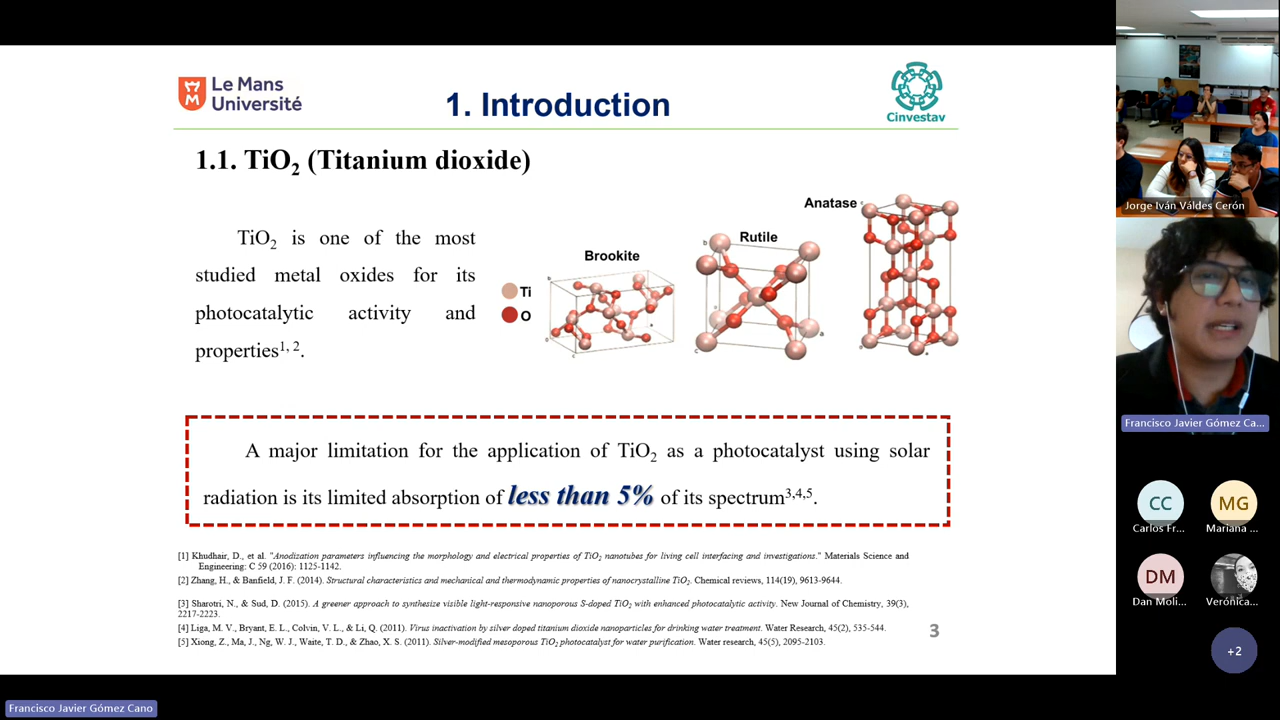 Le Mans
Université
1. Introduction
Cinvestav
1.1. TiO2 (Titanium dioxide)
TiO2 is one of the most
studied metal oxides for its
photocatalytic activity and
properties1, 2.
Ti
O
Brookite
Rutile
Anatase
A major limitation for the application of TiO2 as a photocatalyst using solar
radiation is its limited absorption of less than 5% of its spectrum3,4,5.
[1] Khudhair, D., et al. "Anodization parameters influencing the morphology and electrical properties of TiO2 nanotubes for living cell interfacing and investigations." Materials Science and
Engineering: C 59 (2016): 1125-1142.
[2] Zhang, H., & Banfield, J. F. (2014). Structural characteristics and mechanical and thermodynamic properties of nanocrystalline TiO2. Chemical reviews, 114(19), 9613-9644.
[3] Sharotri, N., & Sud, D. (2015). A greener approach to synthesize visible light-responsive nanoporous S-doped TiO2 with enhanced photocatalytic activity. New Journal of Chemistry, 39(3),
2217-2223.
[4] Liga, M. V., Bryant, E. L., Colvin, V. L., & Li, Q. (2011). Virus inactivation by silver doped titanium dioxide nanoparticles for drinking water treatment. Water Research, 45(2), 535-544.
[5] Xiong, Z., Ma, J., Ng, W. J., Waite, T. D., & Zhao, X. S. (2011). Silver-modified mesoporous TiO2 photocatalyst for water purification. Water research, 45(5), 2095-2103.
3
Jorge Iván Váldes Cerón
Francisco Javier Gómez Ca...
CC
Carlos Fr...
MG
Mariana ...
DM
Dan Moli...
Verónica...
+2
Francisco Javier Gómez Cano